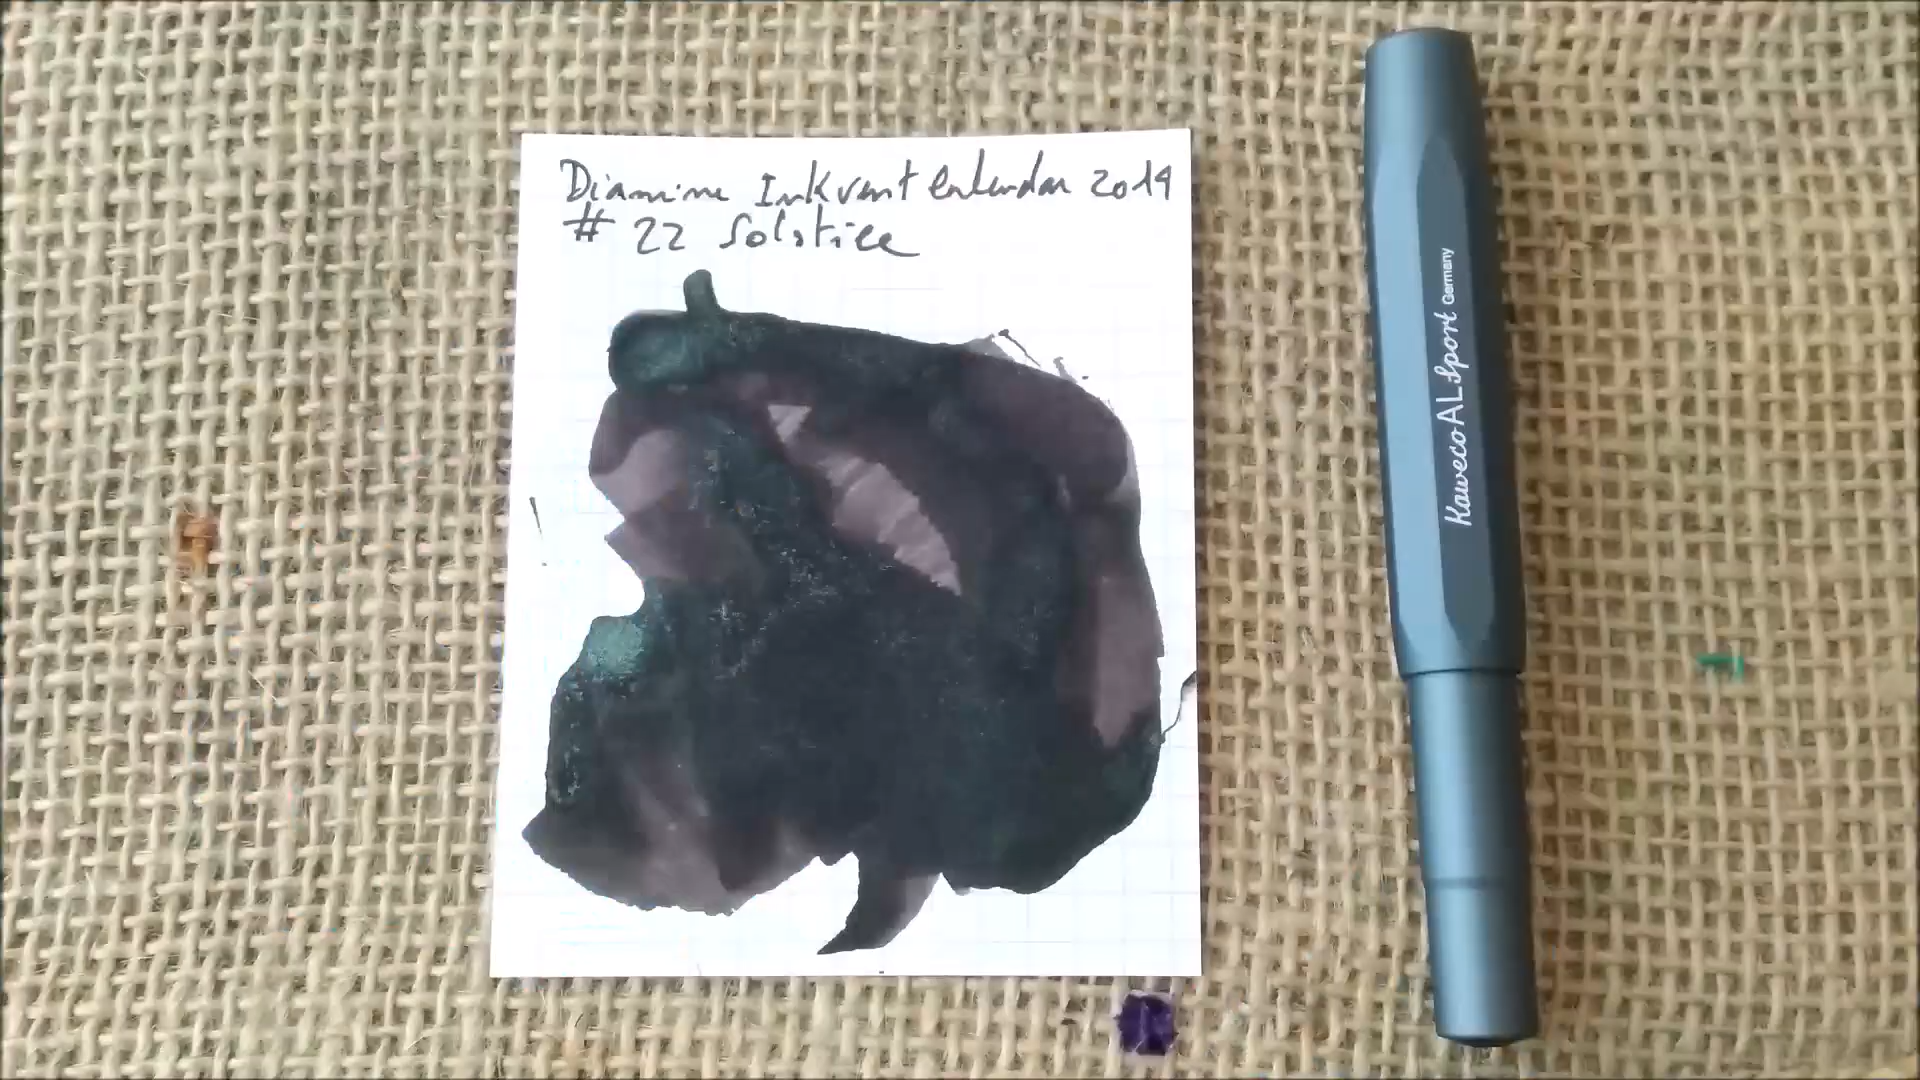 Diamine Inkvent Calendar 2019
# 22 Solstice
Kaweco AL Sport Germany